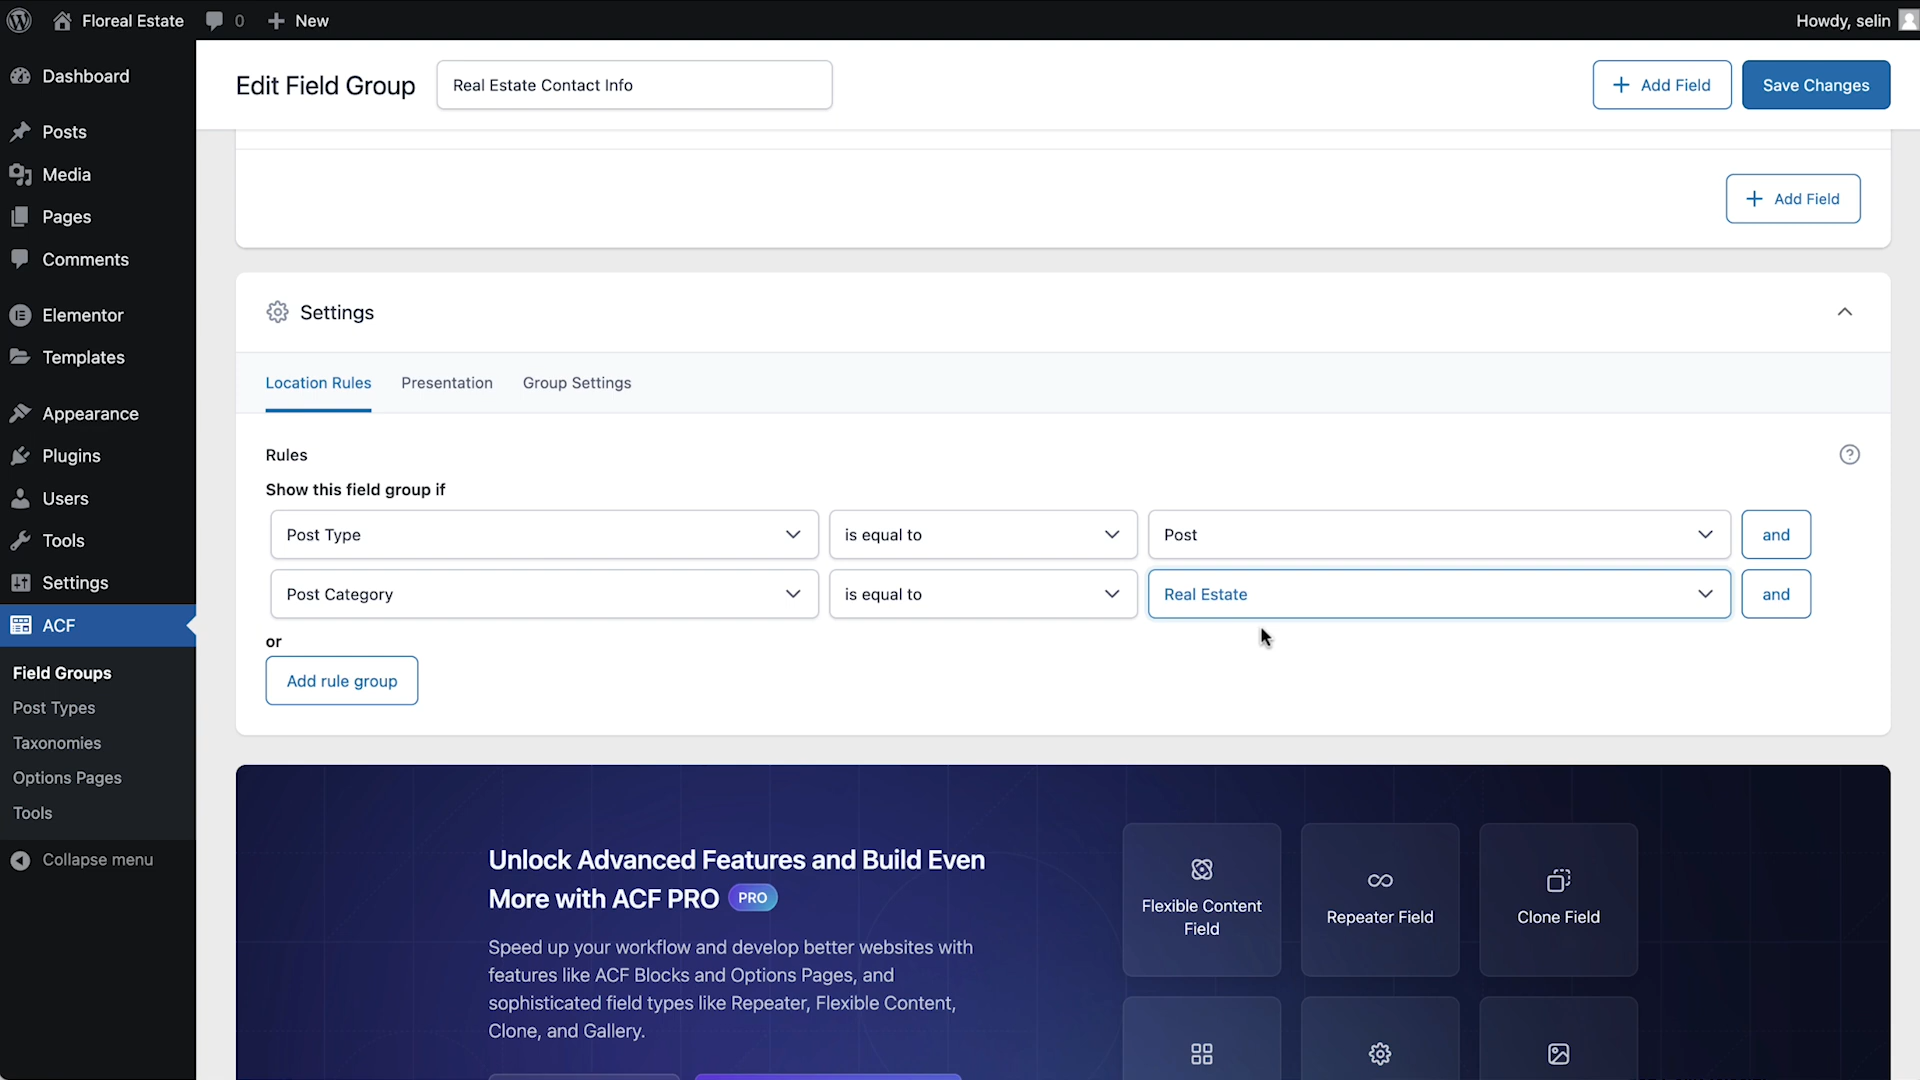 Floreal Estate
0
New
Howdy, selin
Dashboard
Posts
Media
Pages
Comments
Elementor
Templates
Appearance
Plugins
Users
Tools
Settings
ACF
Field Groups
Post Types
Taxonomies
Options Pages
Tools
Collapse menu
Edit Field Group
Real Estate Contact Info
Add Field
Save Changes
Add Field
Settings
Location Rules
Presentation
Group Settings
Rules
Show this field group if
Post Type
is equal to
Post
and
Post Category
is equal to
Real Estate
and
or
Add rule group
Unlock Advanced Features and Build Even
More with ACF PRO PRO
Speed up your workflow and develop better websites with
features like ACF Blocks and Options Pages, and
sophisticated field types like Repeater, Flexible Content,
Clone, and Gallery.
Flexible Content
Field
Repeater Field
Clone Field